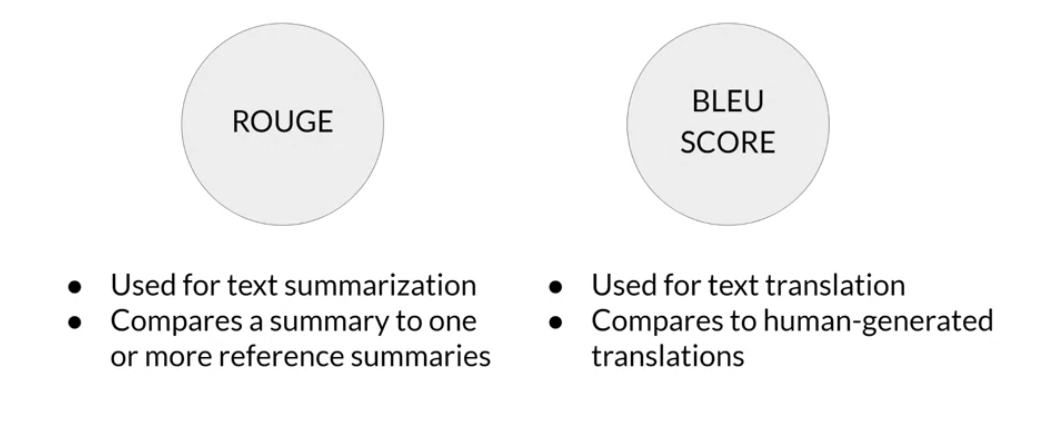 ROUGE
● Used for text summarization
● Compares a summary to one
or more reference summaries
BLEU
SCORE
● Used for text translation
● Compares to human-generated
translations